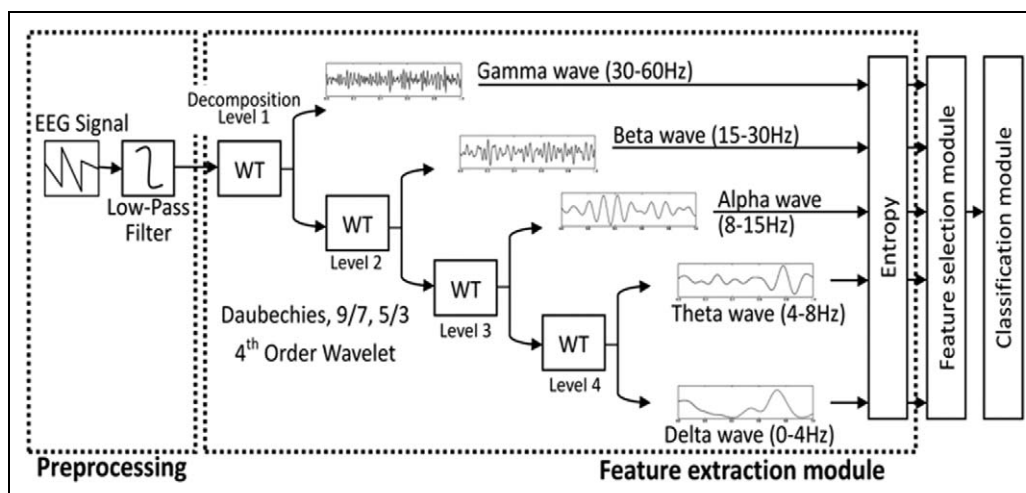 EEG Signal
Low-Pass
Filter
Preprocessing
Decomposition
Level 1
WT
WT
Level 2
WT
Level 3
WT
Level 4
Daubechies, 9/7, 5/3
4th Order Wavelet
Gamma wave (30-60Hz)
Beta wave (15-30Hz)
Alpha wave
(8-15Hz)
Theta wave (4-8Hz)
Delta wave (0-4Hz)
Feature extraction module
Entropy
Feature selection module
Classification module